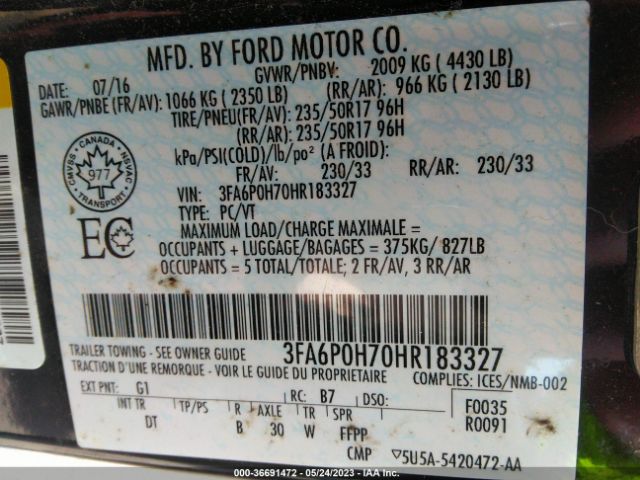 MFD. BY FORD MOTOR CO.
DATE: 07/16 GVWR/PNBV: 2009 KG ( 4430 LB)
GAWR/PNBE (FR/AV): 1066 KG ( 2350 LB) (RR/AR): 966 KG ( 2130 LB)
TIRE/PNEU(FR/AV): 235/50R17 96H
(RR/AR): 235/50R17 96H
kPa/PSI(COLD)/lb/po² (A FROID):
FR/AV: 230/33 RR/AR: 230/33
VIN: 3FA6P0H70HR183327
TYPE: PC/VT
MAXIMUM LOAD/CHARGE MAXIMALE =
OCCUPANTS + LUGGAGE/BAGAGES = 375KG/ 827LB
OCCUPANTS = 5 TOTAL/TOTALE; 2 FR/AV, 3 RR/AR
CANADA
CMVSS NSVAC
977
TRANSPORT
EC
TRAILER TOWING - SEE OWNER GUIDE 3FA6P0H70HR183327
TRACTION D'UNE REMORQUE - VOIR LE GUIDE DU PROPRIETAIRE
COMPLIES: ICES/NMB-002
EXT PNT: G1 RC: B7 DSO: F0035
INT TR TP/PS R AXLE TR SPR R0091
DT B 30 W FFPP
CMP ▽5U5A-5420472-AA
000-36691472 - 05/24/2023 - IAA Inc.